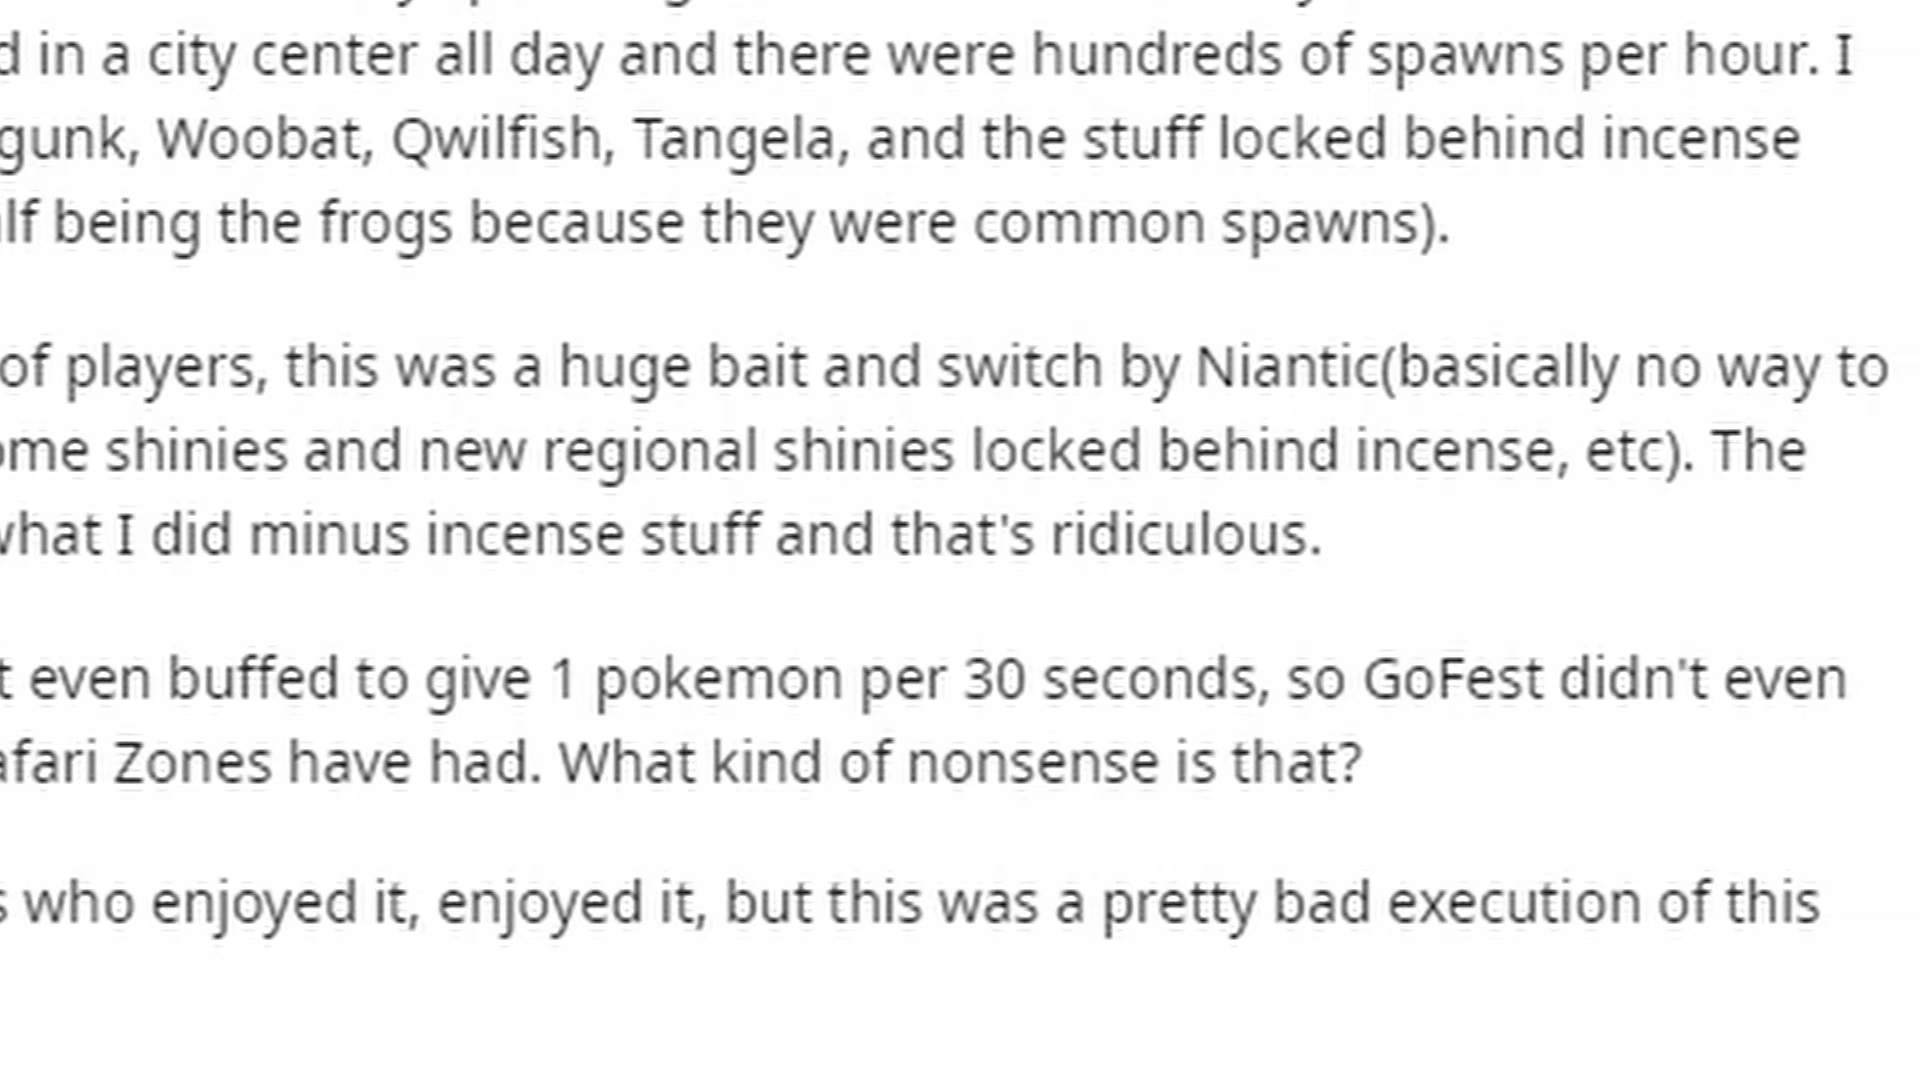 in a city center all day and there were hundreds of spawns per hour. I
gunk, Woobat, Qwilfish, Tangela, and the stuff locked behind incense
lf being the frogs because they were common spawns).
of players, this was a huge bait and switch by Niantic(basically no way to
ome shinies and new regional shinies locked behind incense, etc). The
what I did minus incense stuff and that's ridiculous.
t even buffed to give 1 pokemon per 30 seconds, so GoFest didn't even
afari Zones have had. What kind of nonsense is that?
s who enjoyed it, enjoyed it, but this was a pretty bad execution of this